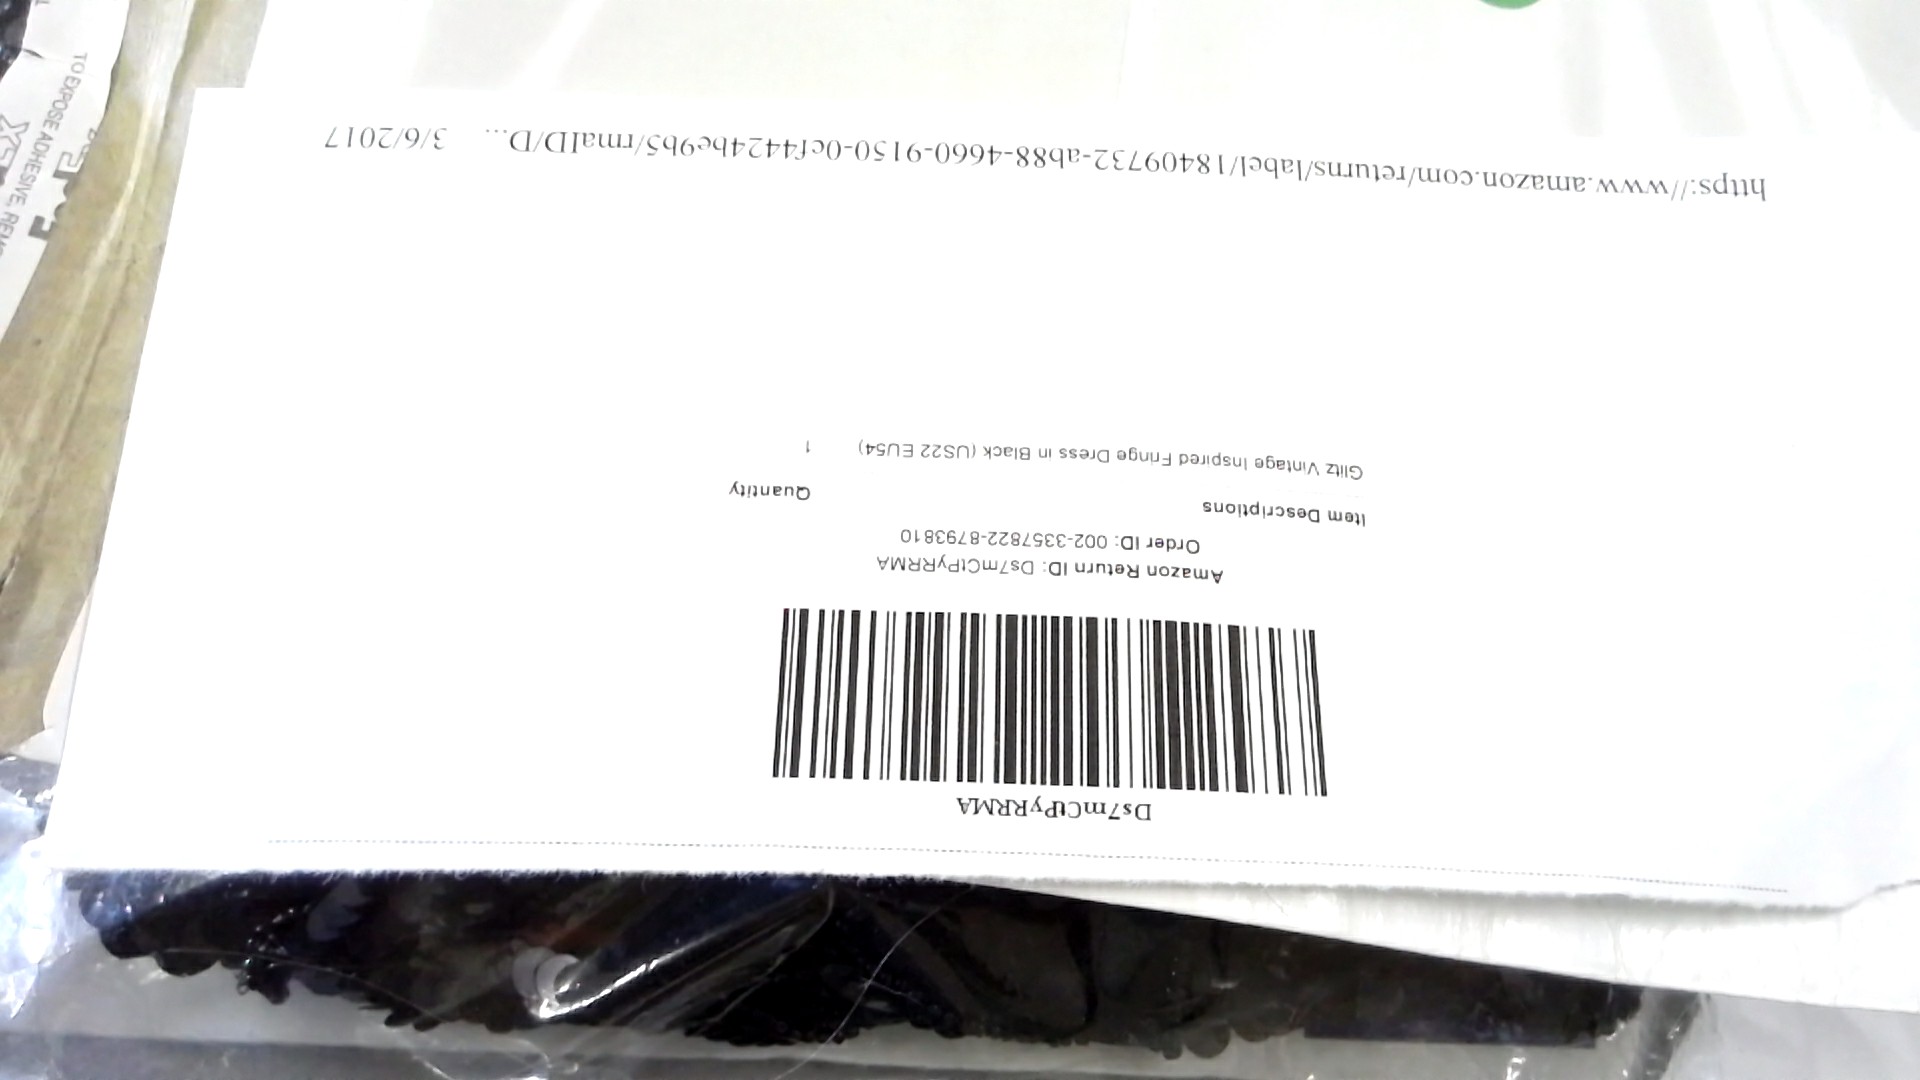 Ds7mCtPyRRMA
Amazon Return ID: Ds7mCtPyRRMA
Order ID: 002-3357822-8793810
Item Descriptions Quantity
Glitz Vintage Inspired Fringe Dress in Black (US22 EU54) 1
https://www.amazon.com/returns/label/18409732-ab88-4660-9150-0cf4424bc9b5/rmaID/D... 3/6/2017
TO EXPOSE ADHESIVE, REM